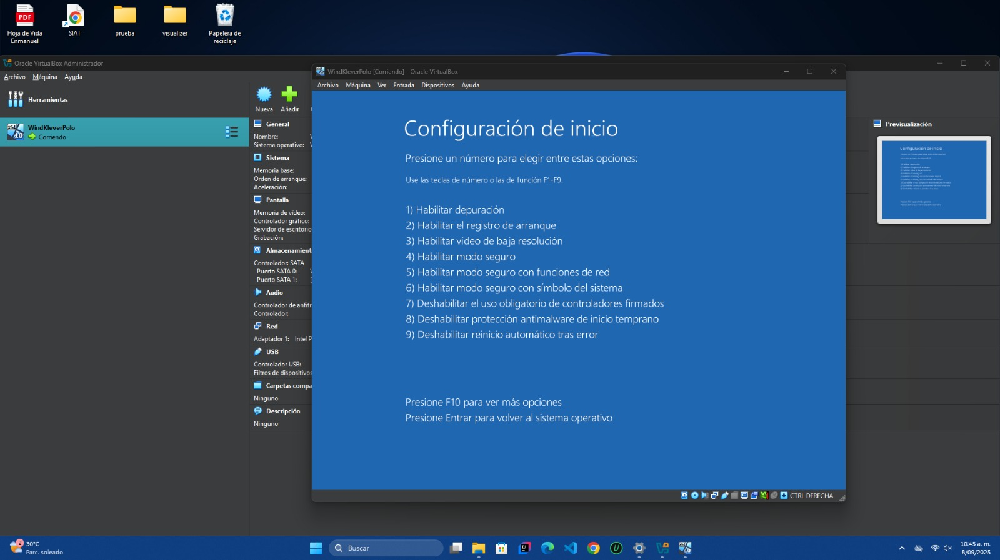 PDF
Hoja de Vida
Enmanuel
SIAT
prueba
visualizer
Papelera de
reciclaje
Oracle VirtualBox Administrador
Archivo Máquina Ayuda
Herramientas
WindKleverPolo
Corriendo
Nueva Añadir
General
Nombre:
Sistema operativo:
Sistema
Memoria base:
Orden de arranque:
Aceleración:
Pantalla
Memoria de vídeo:
Controlador gráfico:
Servidor de escritorio
Grabación:
Almacenamient
Controlador: SATA
Puerto SATA 0:
Puerto SATA 1:
Audio
Controlador de anfitr
Controlador:
Red
Adaptador 1: Intel P
USB
Controlador USB:
Filtros de dispositivos
Carpetas compa
Ninguno
Descripción
Ninguno
WindKleverPolo [Corriendo] - Oracle VirtualBox
Archivo Máquina Ver Entrada Dispositivos Ayuda
Configuración de inicio
Presione un número para elegir entre estas opciones:
Use las teclas de número o las de función F1-F9.
1) Habilitar depuración
2) Habilitar el registro de arranque
3) Habilitar vídeo de baja resolución
4) Habilitar modo seguro
5) Habilitar modo seguro con funciones de red
6) Habilitar modo seguro con símbolo del sistema
7) Deshabilitar el uso obligatorio de controladores firmados
8) Deshabilitar protección antimalware de inicio temprano
9) Deshabilitar reinicio automático tras error
Presione F10 para ver más opciones
Presione Entrar para volver al sistema operativo
CTRL DERECHA
Previsualización
Configuración de inicio
2
30°C
Parc. soleado
Buscar
10:45 a. m.
8/09/2025